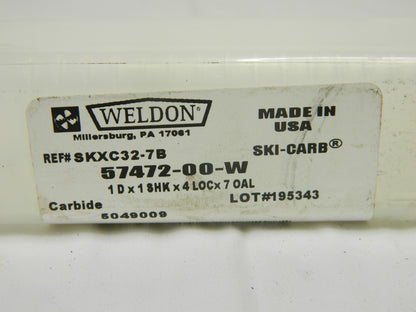 WELDON®
Millersburg, PA 17061
MADE IN
USA
REF# SKXC32-7B
SKI-CARB®
57472-00-W
1 D x 1 SHK x 4 LOC x 7 OAL
Carbide
LOT#195343
5049009